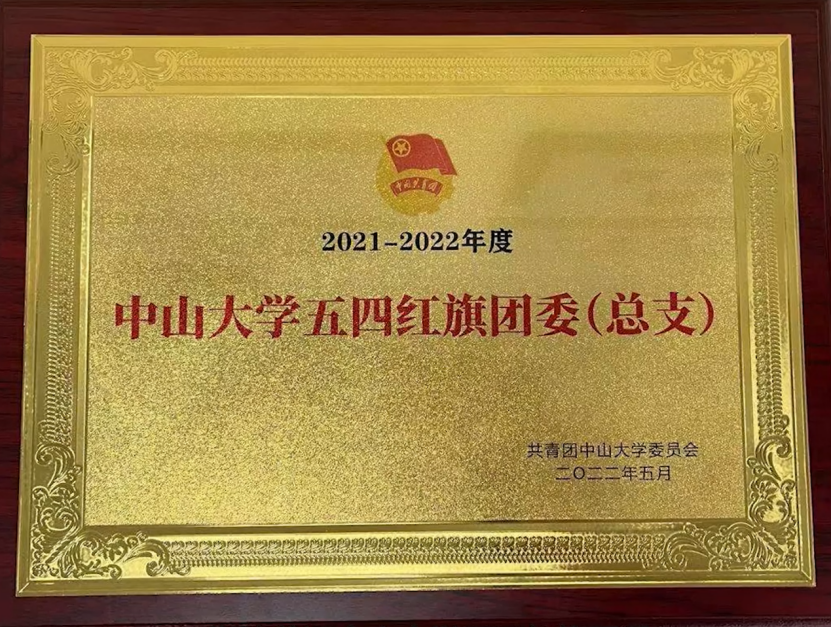 中国共青团
2021-2022年度
中山大学五四红旗团委（总支）
共青团中山大学委员会
二〇二二年五月